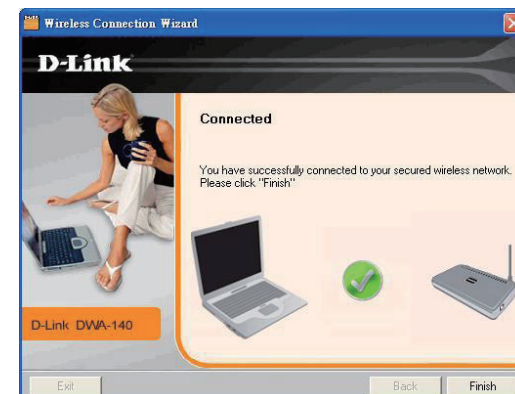 Wireless Connection Wizard
D-Link
Connected
You have successfully connected to your secured wireless network.
Please click "Finish"
D-Link DWA-140
Exit
Back
Finish